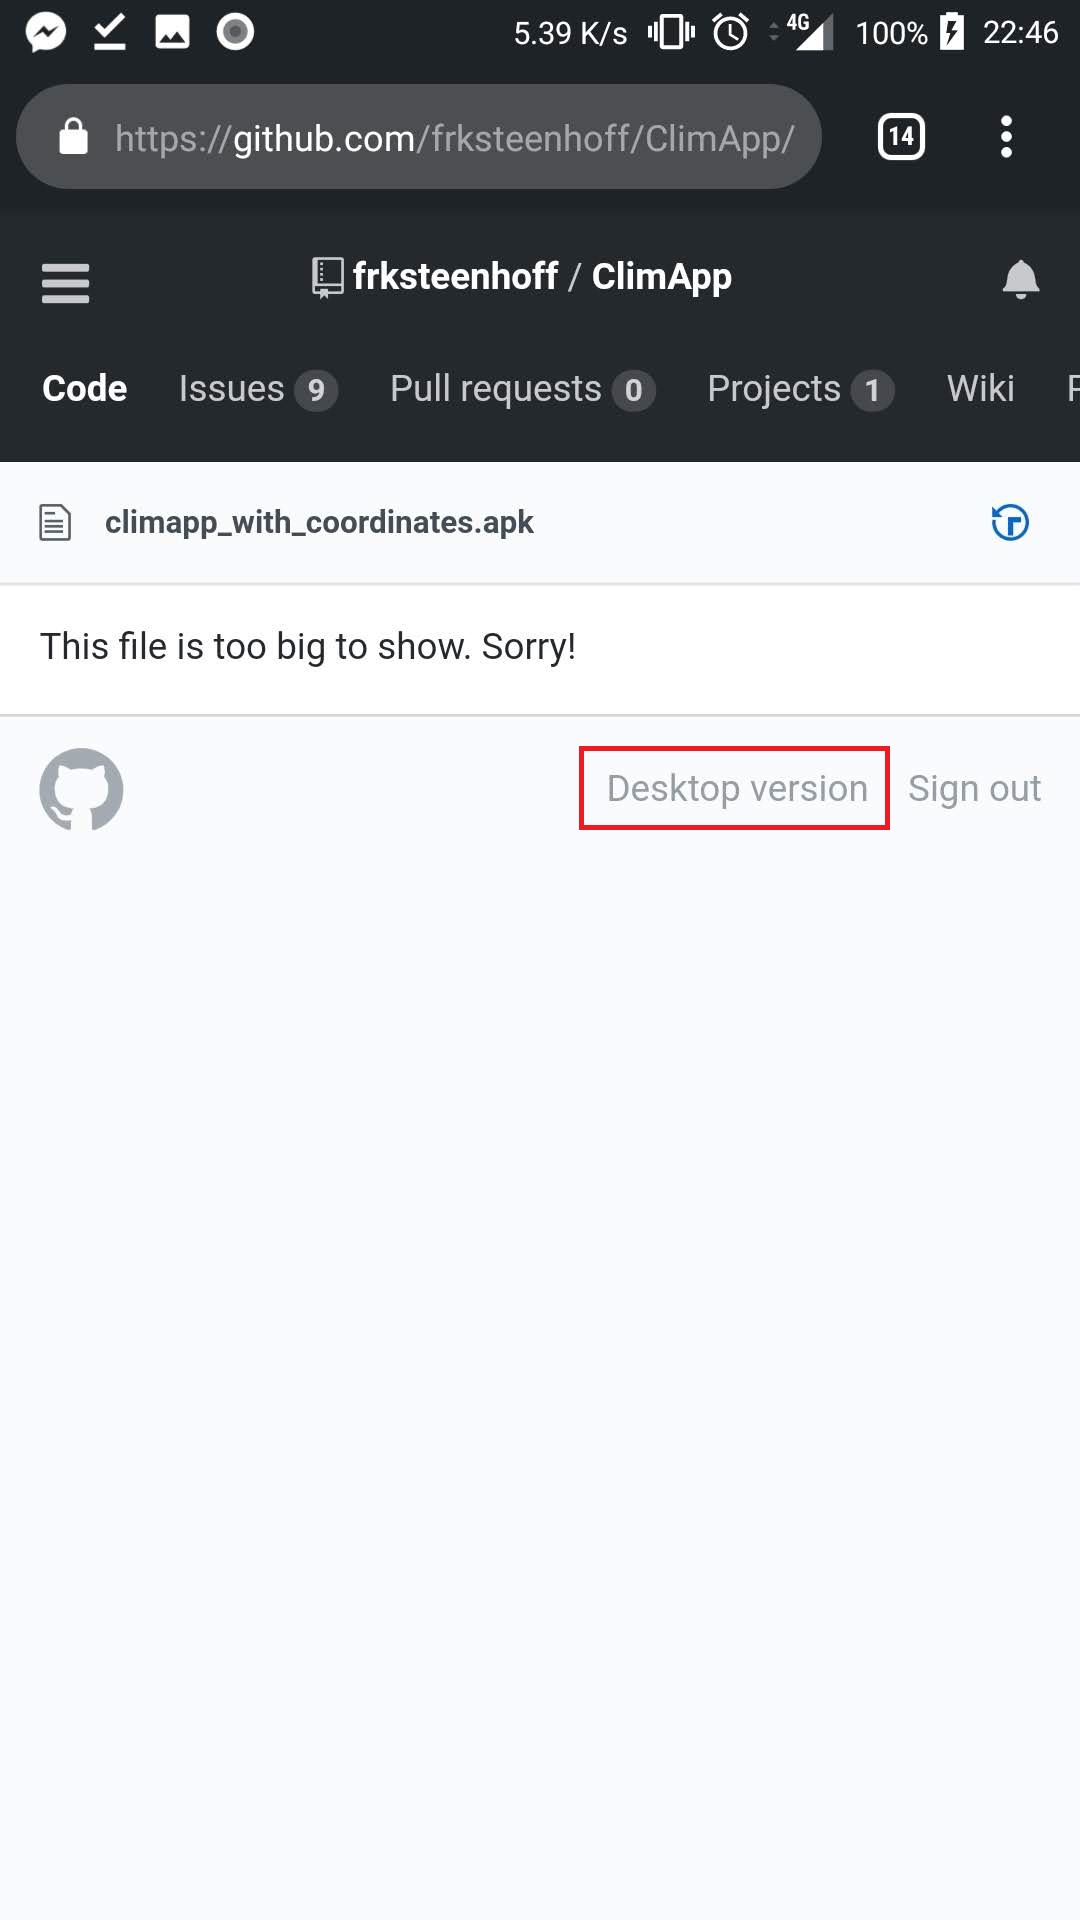 5.39 K/s 4G 100% 22:46
https://github.com/frksteenhoff/ClimApp/ 14
frksteenhoff / ClimApp
Code Issues 9 Pull requests 0 Projects 1 Wiki
climapp_with_coordinates.apk
This file is too big to show. Sorry!
Desktop version Sign out